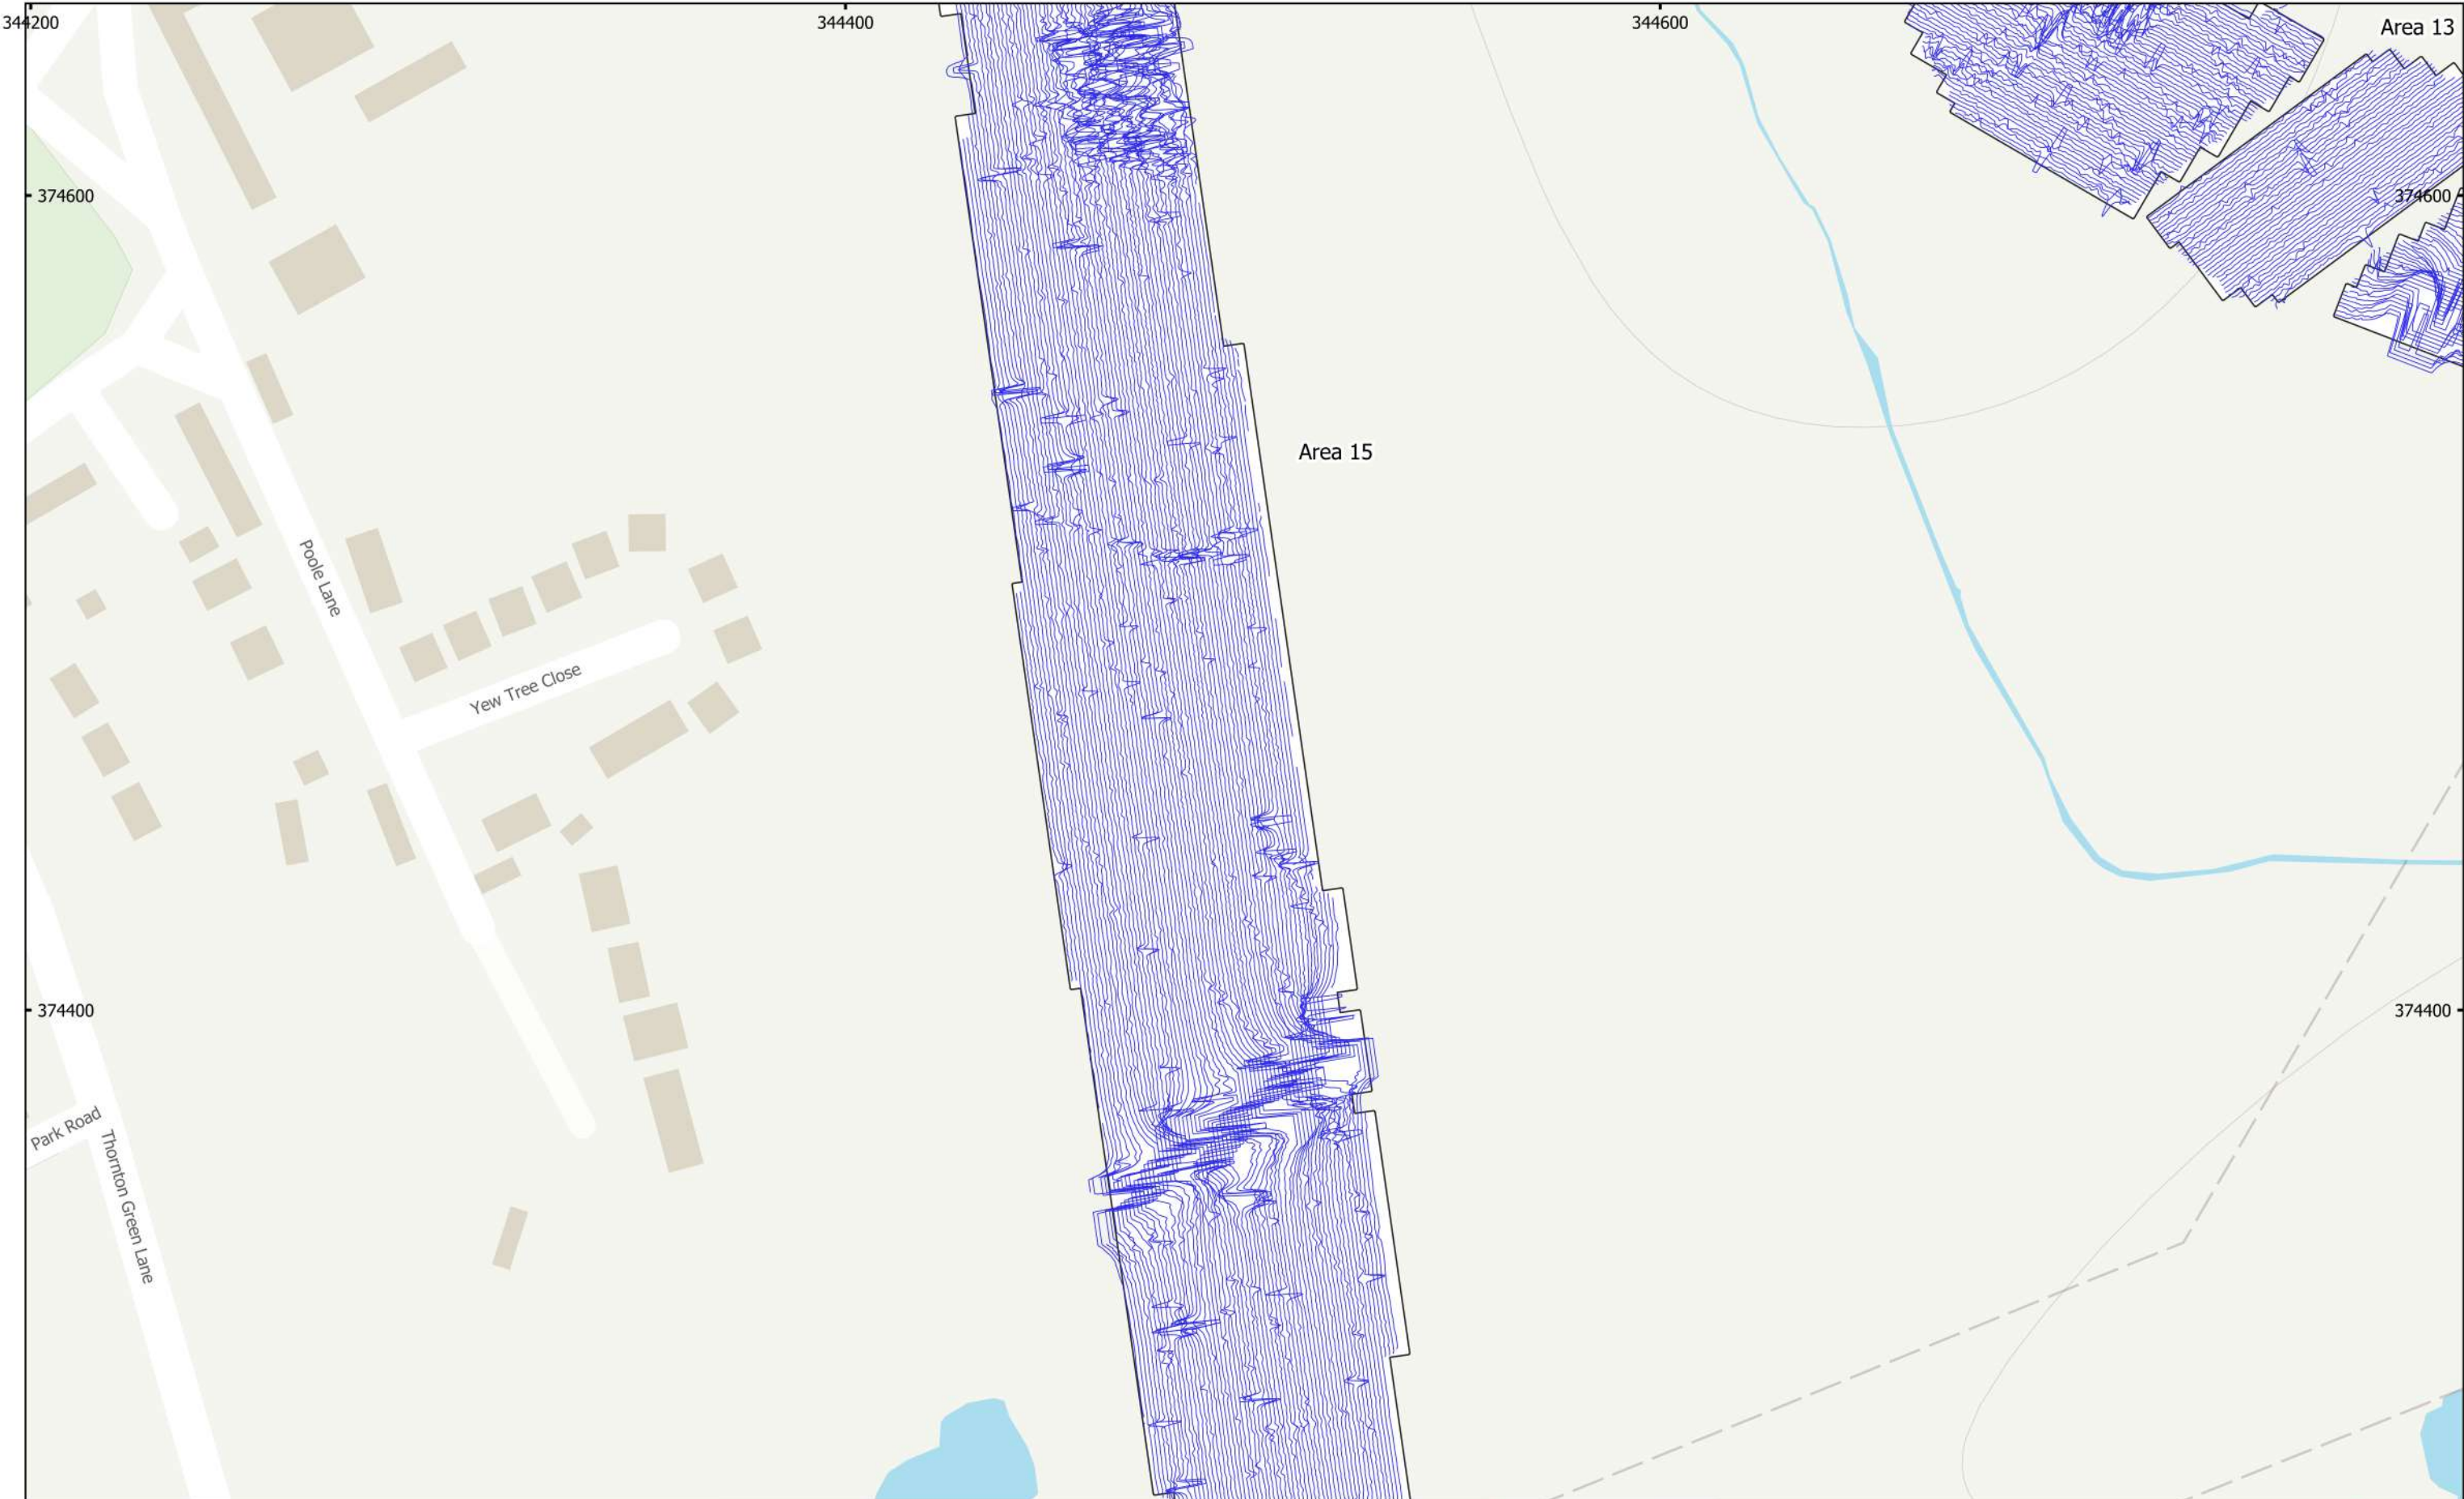 344200
344400
344600
Area 13
374600
374600
Area 15
Poole Lane
Yew Tree Close
374400
374400
Park Road
Thornton Green Lane